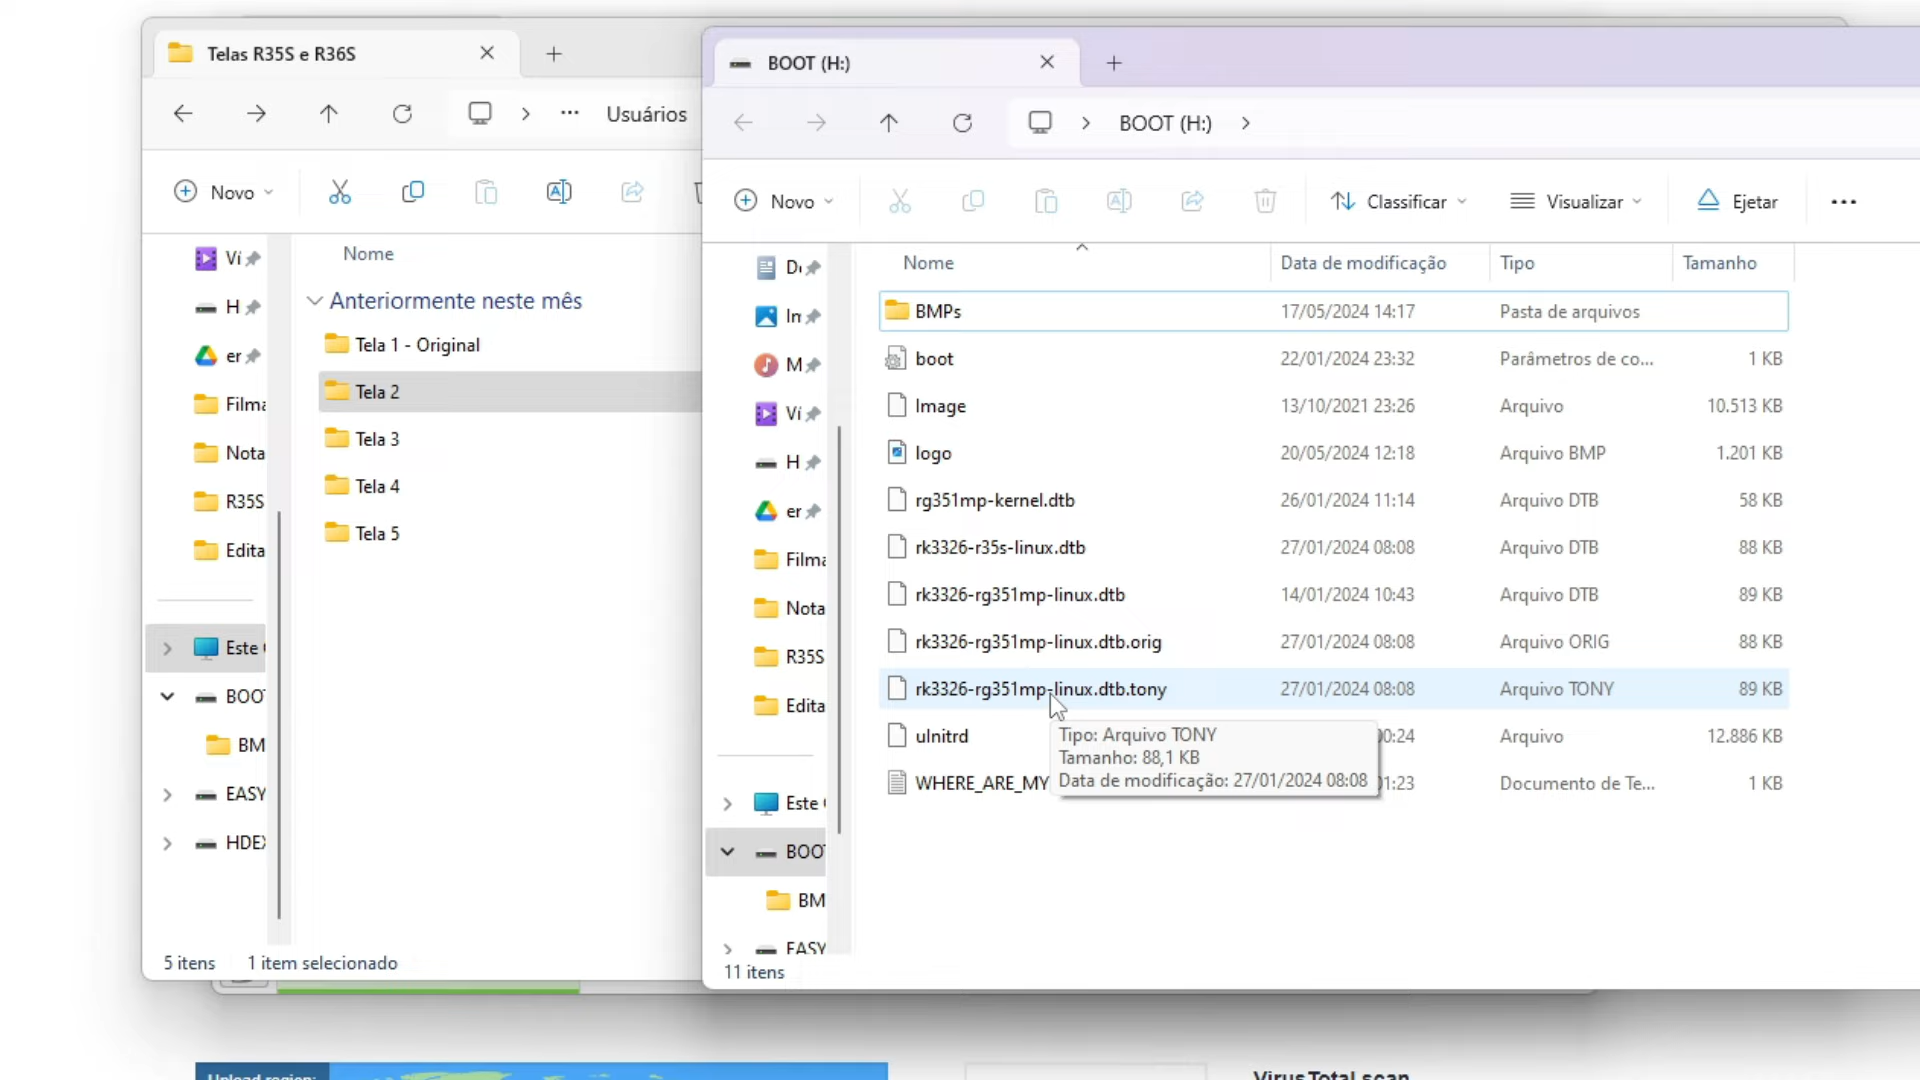 Telas R35S e R36S
Usuários
Novo
Nome
Ví
H
er
Filma
Nota
R35S
Edita
Este
BOO
BM
EASY
HDE
Anteriormente neste mês
Tela 1 - Original
Tela 2
Tela 3
Tela 4
Tela 5
5 itens
1 item selecionado
BOOT (H:)
BOOT (H:)
Novo
Classificar
Visualizar
Ejetar
D
In
M
Ví
H
er
Filma
Nota
R35S
Edita
Este
BOO
BM
EASY
Nome Data de modificação Tipo Tamanho
BMPs 17/05/2024 14:17 Pasta de arquivos
boot 22/01/2024 23:32 Parâmetros de co... 1 KB
Image 13/10/2021 23:26 Arquivo 10.513 KB
logo 20/05/2024 12:18 Arquivo BMP 1.201 KB
rg351mp-kernel.dtb 26/01/2024 11:14 Arquivo DTB 58 KB
rk3326-r35s-linux.dtb 27/01/2024 08:08 Arquivo DTB 88 KB
rk3326-rg351mp-linux.dtb 14/01/2024 10:43 Arquivo DTB 89 KB
rk3326-rg351mp-linux.dtb.orig 27/01/2024 08:08 Arquivo ORIG 88 KB
rk3326-rg351mp-linux.dtb.tony 27/01/2024 08:08 Arquivo TONY 89 KB
uInitrd 0:24 Arquivo 12.886 KB
WHERE_ARE_MY 1:23 Documento de Te... 1 KB
Tipo: Arquivo TONY
Tamanho: 88,1 KB
Data de modificação: 27/01/2024 08:08
11 itens
Upload region:
VirusTotal scan